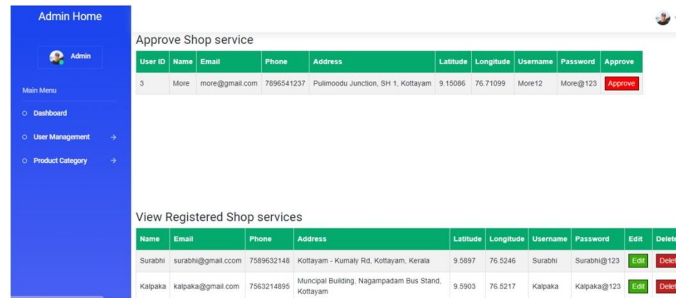 Admin Home
Admin
Main Menu
Dashboard
User Management
Product Category
Approve Shop service
User ID Name Email Phone Address Latitude Longitude Username Password Approve
3 More more@gmail.com 7896541237 Pulimoodu Junction, SH 1, Kottayam 9.15086 76.71099 More12 More@123 Approve
View Registered Shop services
Name Email Phone Address Latitude Longitude Username Password Edit Delet
Surabhi surabhi@gmail.ccom 7589632148 Kottayam - Kumaly Rd, Kottayam, Kerala 9.5897 76.5246 Surabhi Surabhi@123 Edit Delet
Kalpaka kalpaka@gmail.com 7563214895 Muncipal Building, Nagampadam Bus Stand, 9.5903 76.5217 Kalpaka Kalpaka@123 Edit Delet
Kottayam